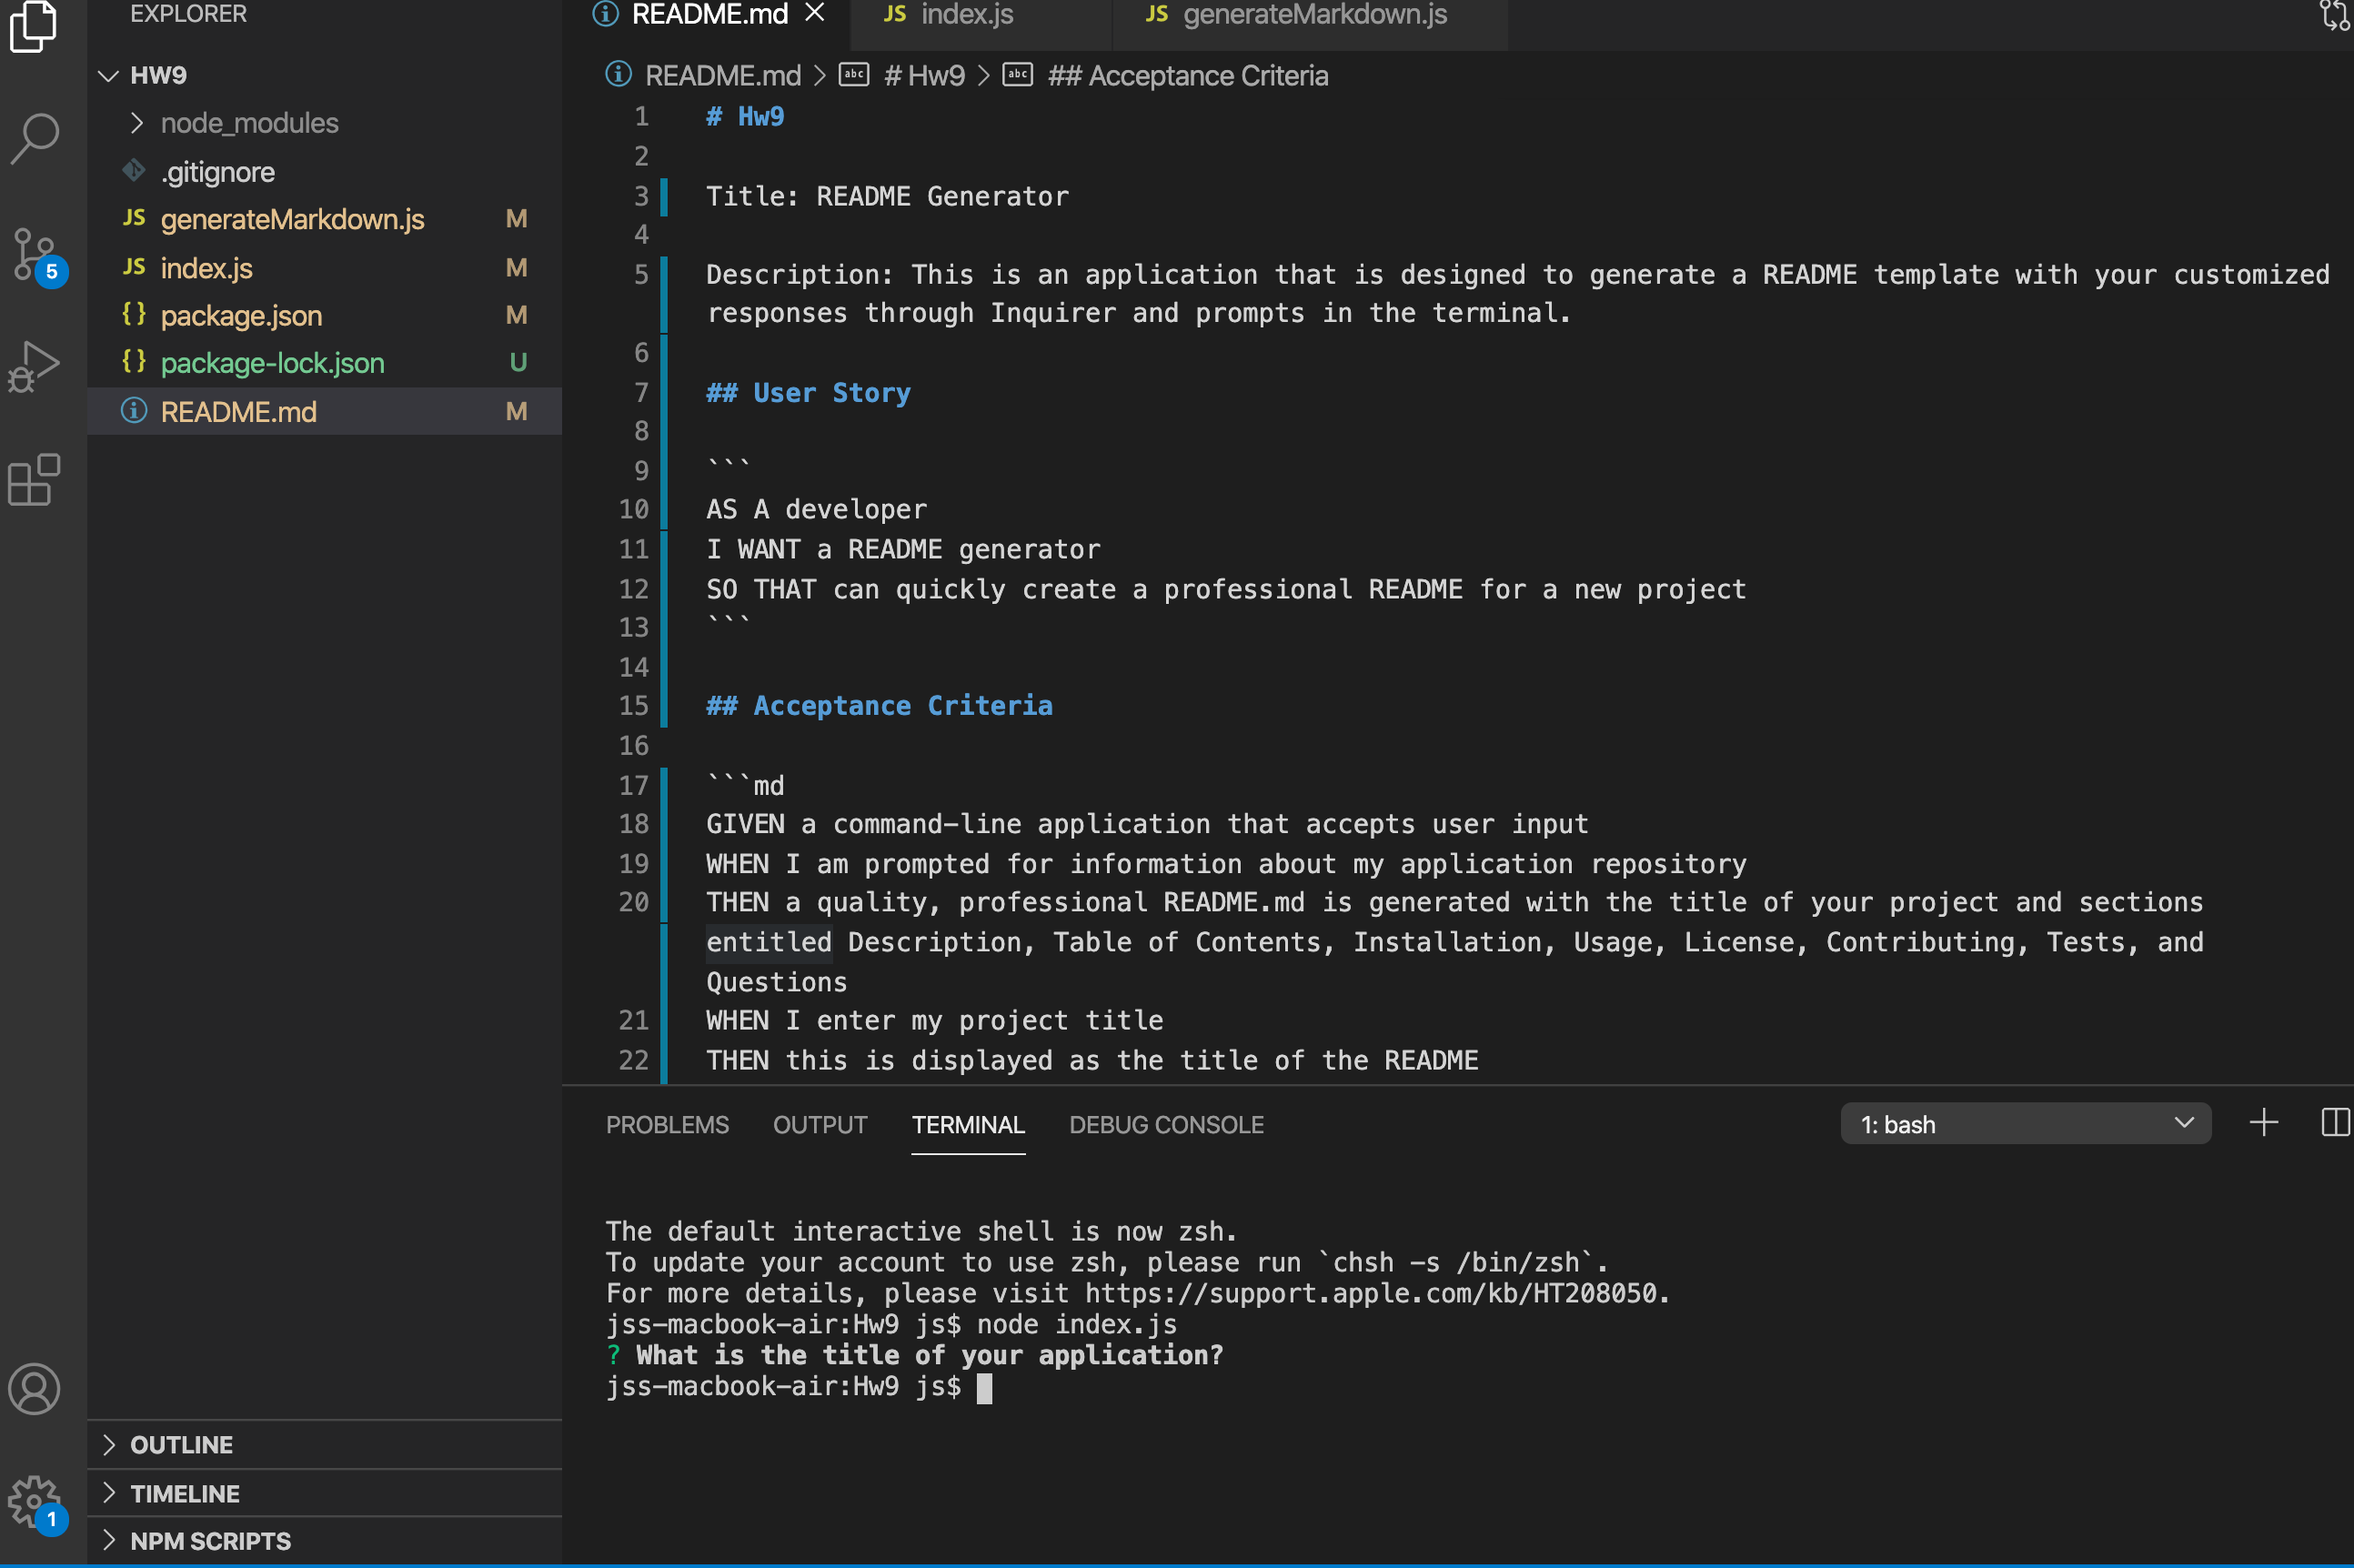 EXPLORER
HW9
node_modules
.gitignore
JS generateMarkdown.js M
JS index.js M
{} package.json M
{} package-lock.json U
README.md M
5
OUTLINE
TIMELINE
NPM SCRIPTS
1
README.md
JS index.js
JS generateMarkdown.js
README.md > abc # Hw9 > abc ## Acceptance Criteria
1 # Hw9
2
3 Title: README Generator
4
5 Description: This is an application that is designed to generate a README template with your customized
responses through Inquirer and prompts in the terminal.
6
7 ## User Story
8
9 ```
10 AS A developer
11 I WANT a README generator
12 SO THAT can quickly create a professional README for a new project
13 ```
14
15 ## Acceptance Criteria
16
17 ```md
18 GIVEN a command-line application that accepts user input
19 WHEN I am prompted for information about my application repository
20 THEN a quality, professional README.md is generated with the title of your project and sections
entitled Description, Table of Contents, Installation, Usage, License, Contributing, Tests, and
Questions
21 WHEN I enter my project title
22 THEN this is displayed as the title of the README
PROBLEMS OUTPUT TERMINAL DEBUG CONSOLE 1: bash
The default interactive shell is now zsh.
To update your account to use zsh, please run `chsh -s /bin/zsh`.
For more details, please visit https://support.apple.com/kb/HT208050.
jss-macbook-air:Hw9 js$ node index.js
? What is the title of your application?
jss-macbook-air:Hw9 js$